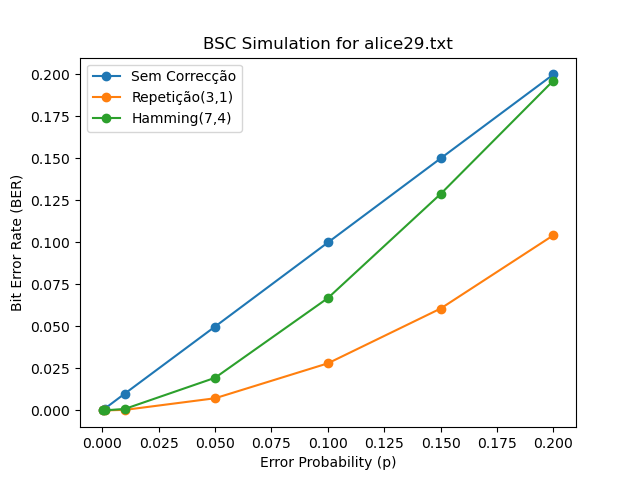 BSC Simulation for alice29.txt
Sem Correcção
Repetição(3,1)
Hamming(7,4)
Bit Error Rate (BER)
0.200
0.175
0.150
0.125
0.100
0.075
0.050
0.025
0.000
0.000 0.025 0.050 0.075 0.100 0.125 0.150 0.175 0.200
Error Probability (p)